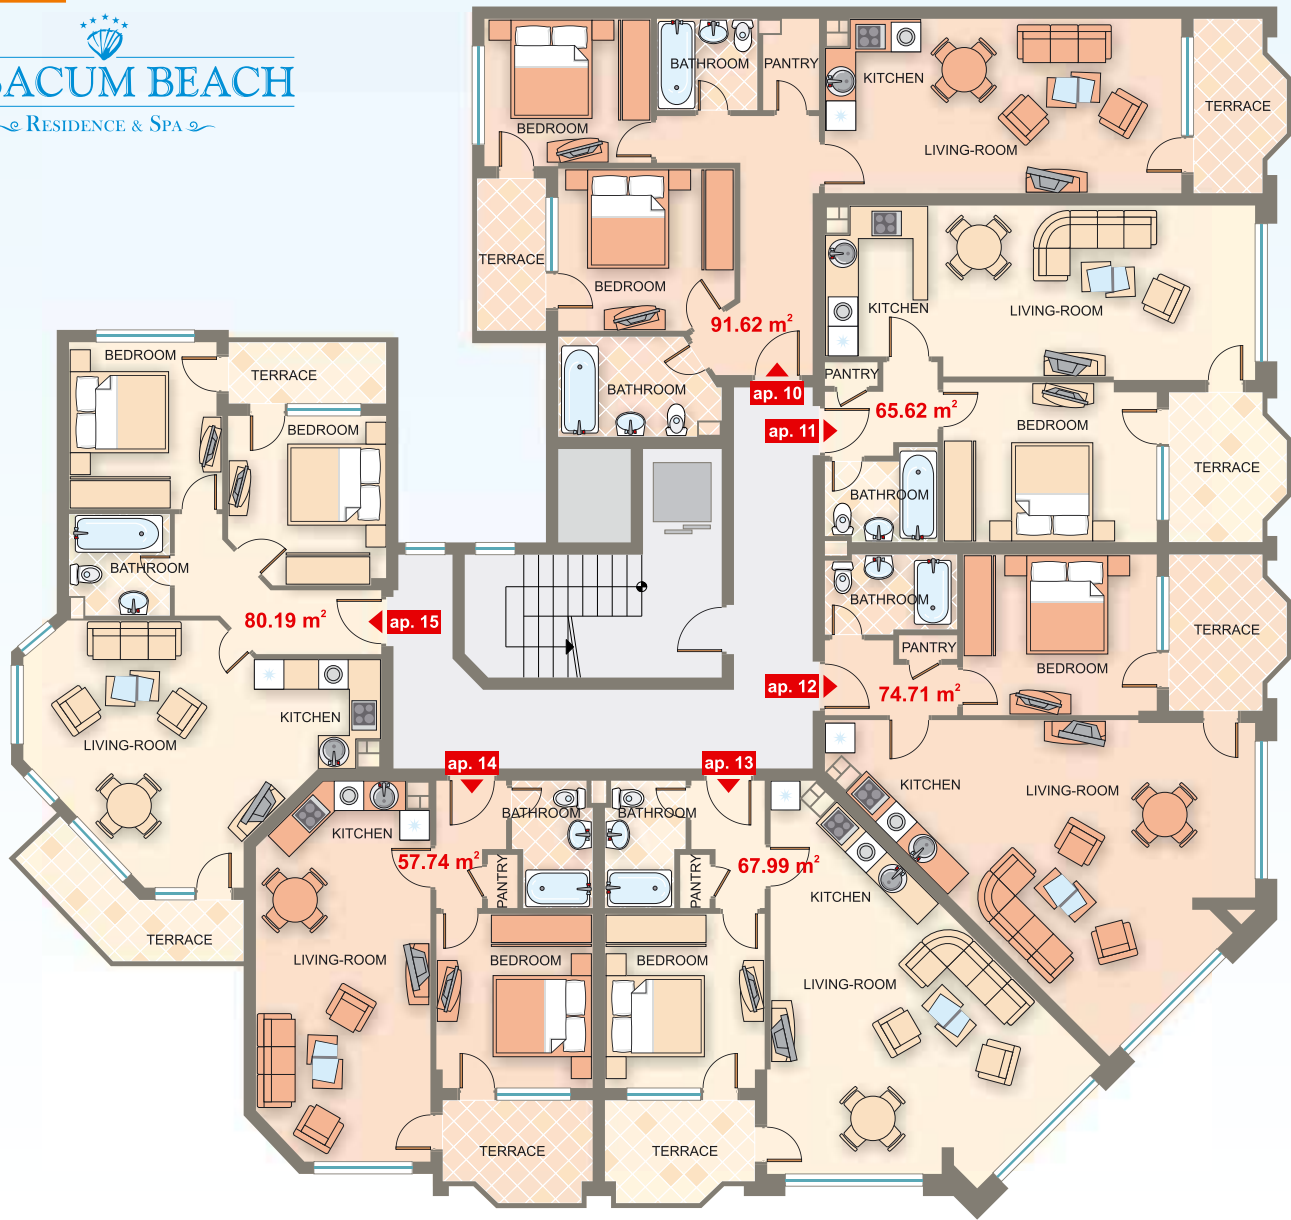 BACUM BEACH
RESIDENCE & SPA
BEDROOM
BATHROOM
PANTRY
KITCHEN
LIVING-ROOM
TERRACE
TERRACE
BEDROOM
91.62 m²
BATHROOM
ap. 10
KITCHEN
LIVING-ROOM
PANTRY
65.62 m²
ap. 11
BEDROOM
TERRACE
BATHROOM
BATHROOM
PANTRY
BEDROOM
TERRACE
ap. 12
74.71 m²
KITCHEN
LIVING-ROOM
BEDROOM
TERRACE
BEDROOM
BATHROOM
80.19 m²
ap. 15
KITCHEN
LIVING-ROOM
TERRACE
ap. 14
KITCHEN
BATHROOM
57.74 m²
PANTRY
LIVING-ROOM
BEDROOM
TERRACE
ap. 13
BATHROOM
67.99 m²
PANTRY
KITCHEN
BEDROOM
LIVING-ROOM
TERRACE